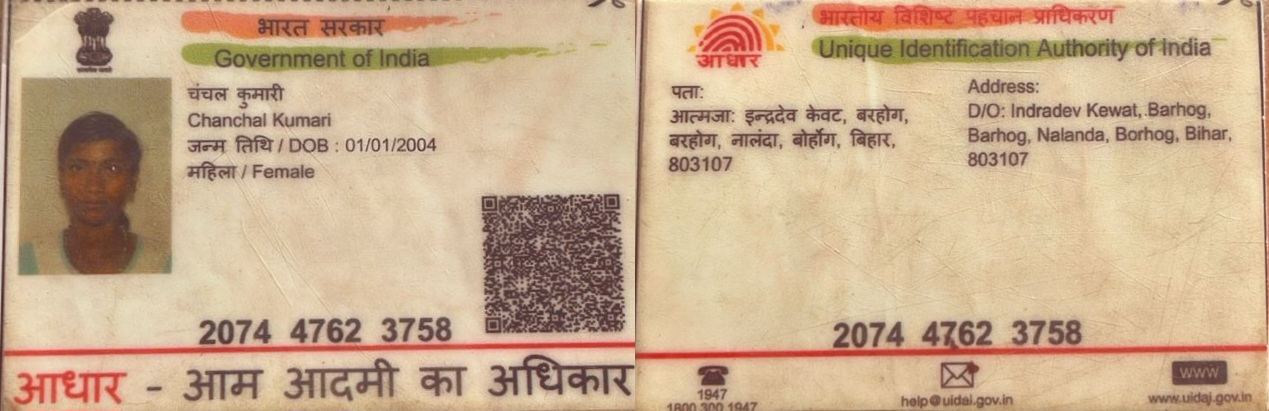 भारत सरकार
Government of India
चंचल कुमारी
Chanchal Kumari
जन्म तिथि / DOB : 01/01/2004
महिला / Female
2074 4762 3758
आधार - आम आदमी का अधिकार
भारतीय विशिष्ट पहचान प्राधिकरण
Unique Identification Authority of India
आधार
पता:
आत्मजा: इन्द्रदेव केवट, बरहोग,
बरहोग, नालंदा, बोर्होग, बिहार,
803107
Address:
D/O: Indradev Kewat, Barhog,
Barhog, Nalanda, Borhog, Bihar,
803107
2074 4762 3758
1947
1800 300 1947
help@uidai.gov.in
WWW
www.uidai.gov.in